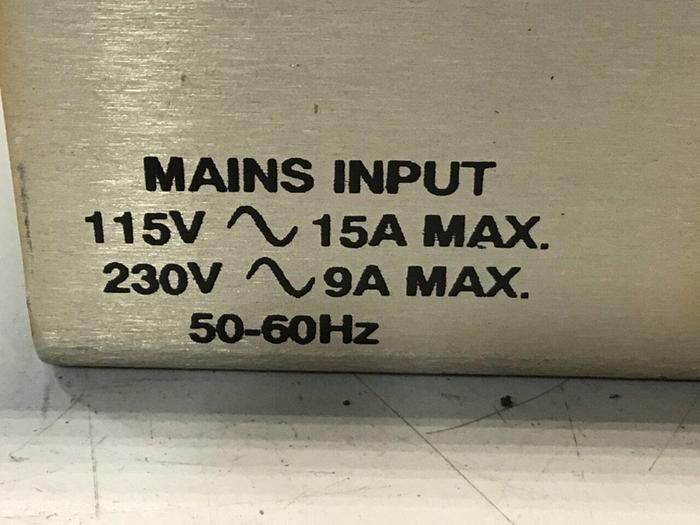 MAINS INPUT
115V ∿ 15A MAX.
230V ∿ 9A MAX.
50-60Hz